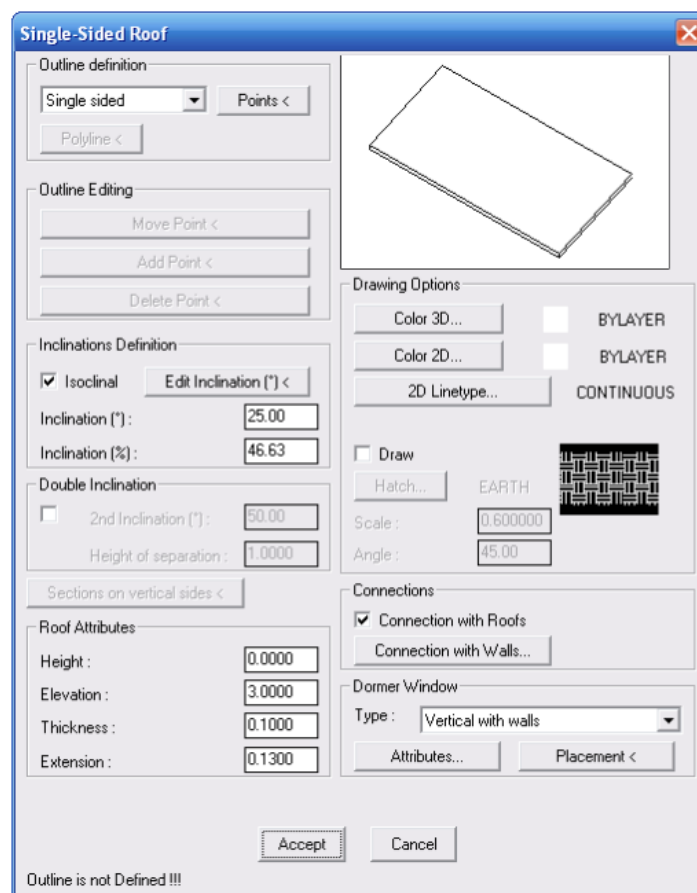 Single-Sided Roof
Outline definition
Single sided
Points <
Polyline <
Outline Editing
Move Point <
Add Point <
Delete Point <
Inclinations Definition
Isoclinal
Edit Inclination (°) <
Inclination (°) :
25.00
Inclination (%) :
46.63
Double Inclination
2nd Inclination (°) :
50.00
Height of separation :
1.0000
Sections on vertical sides <
Roof Attributes
Height :
0.0000
Elevation :
3.0000
Thickness :
0.1000
Extension :
0.1300
Drawing Options
Color 3D...
BYLAYER
Color 2D...
BYLAYER
2D Linetype...
CONTINUOUS
Draw
Hatch...
EARTH
Scale :
0.600000
Angle :
45.00
Connections
Connection with Roofs
Connection with Walls...
Dormer Window
Type :
Vertical with walls
Attributes...
Placement <
Accept
Cancel
Outline is not Defined !!!